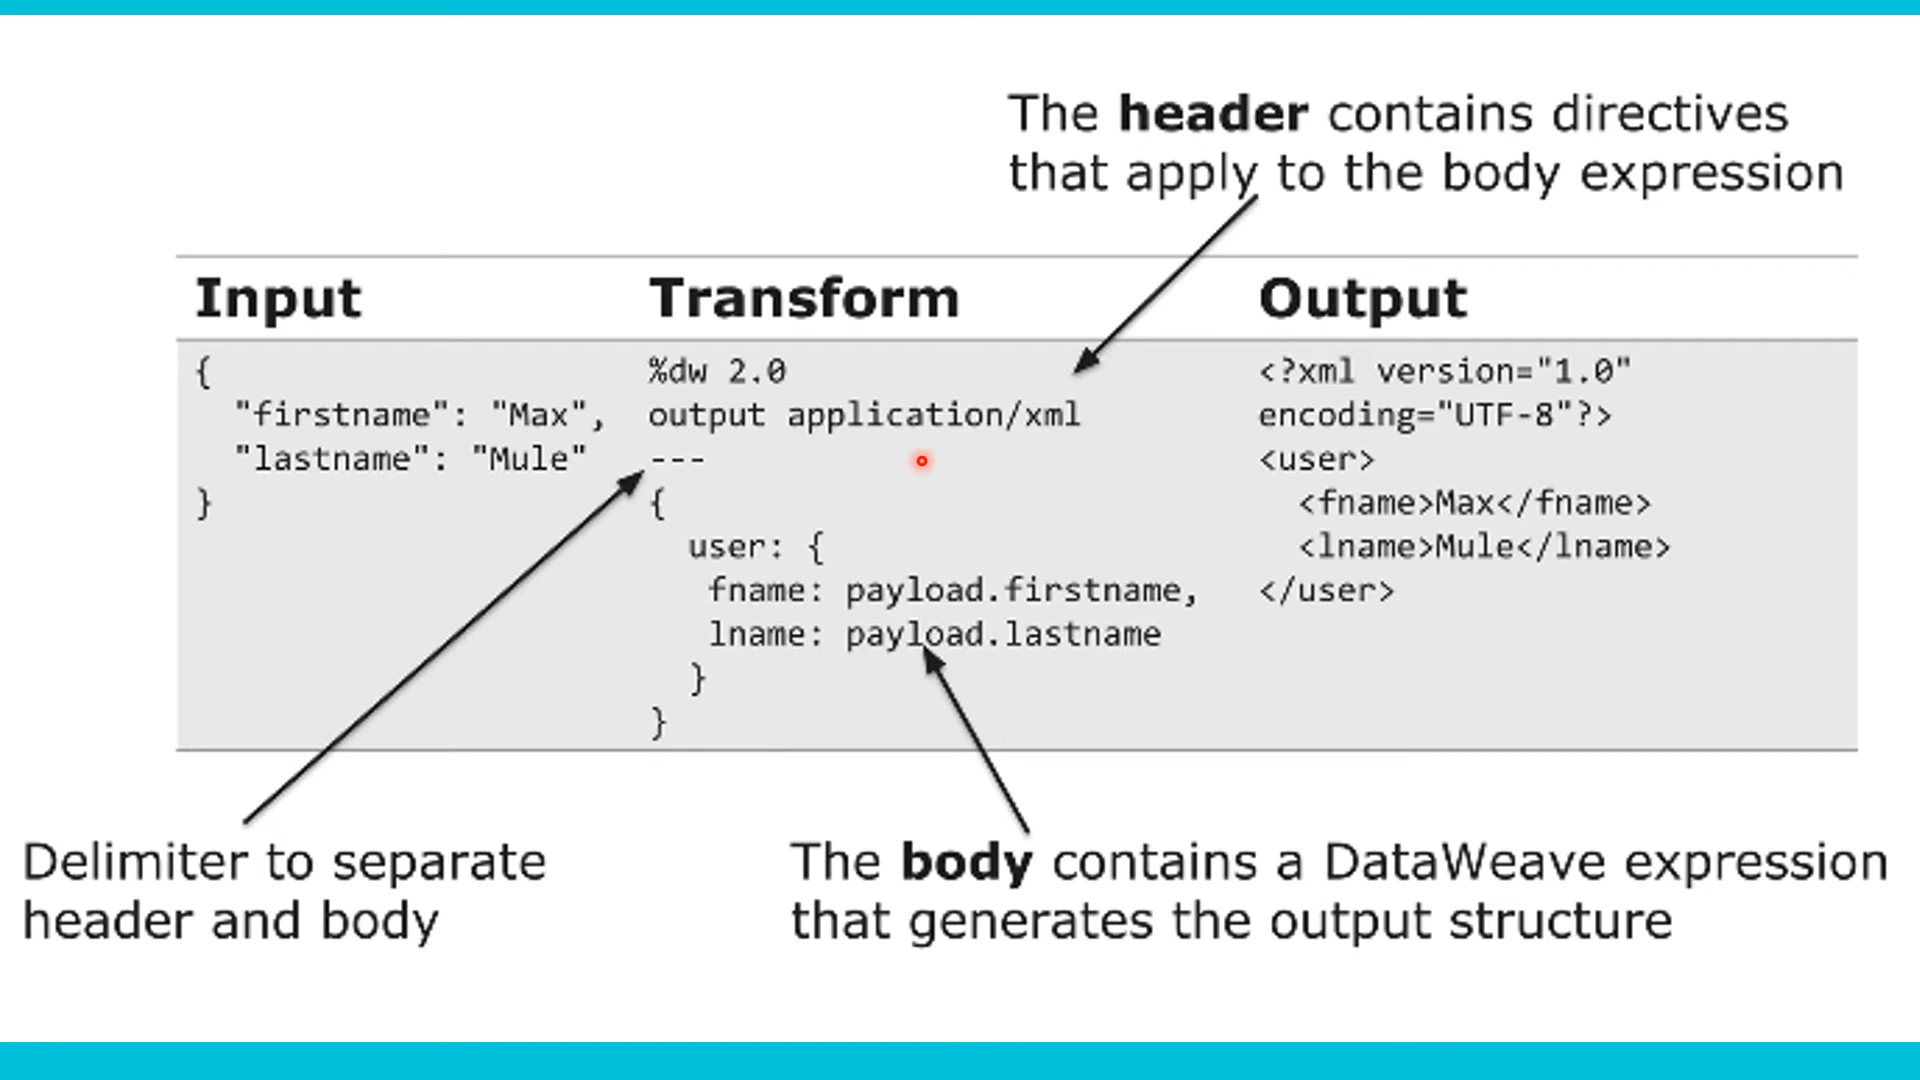 The header contains directives
that apply to the body expression
Input
Transform
Output
{
"firstname": "Max",
"lastname": "Mule"
}
%dw 2.0
output application/xml
---
{
user: {
fname: payload.firstname,
lname: payload.lastname
}
}
<?xml version="1.0"
encoding="UTF-8"?>
<user>
<fname>Max</fname>
<lname>Mule</lname>
</user>
Delimiter to separate
header and body
The body contains a DataWeave expression
that generates the output structure